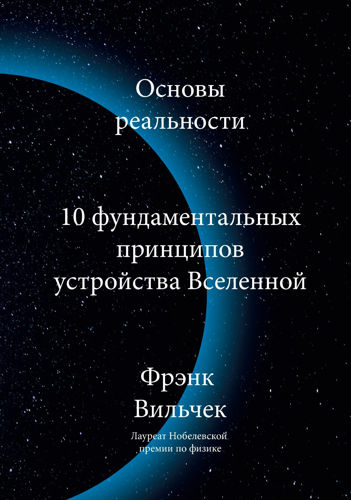 Основы
реальности
10 фундаментальных
принципов
устройства Вселенной
Фрэнк
Вильчек
Лауреат Нобелевской
премии по физике